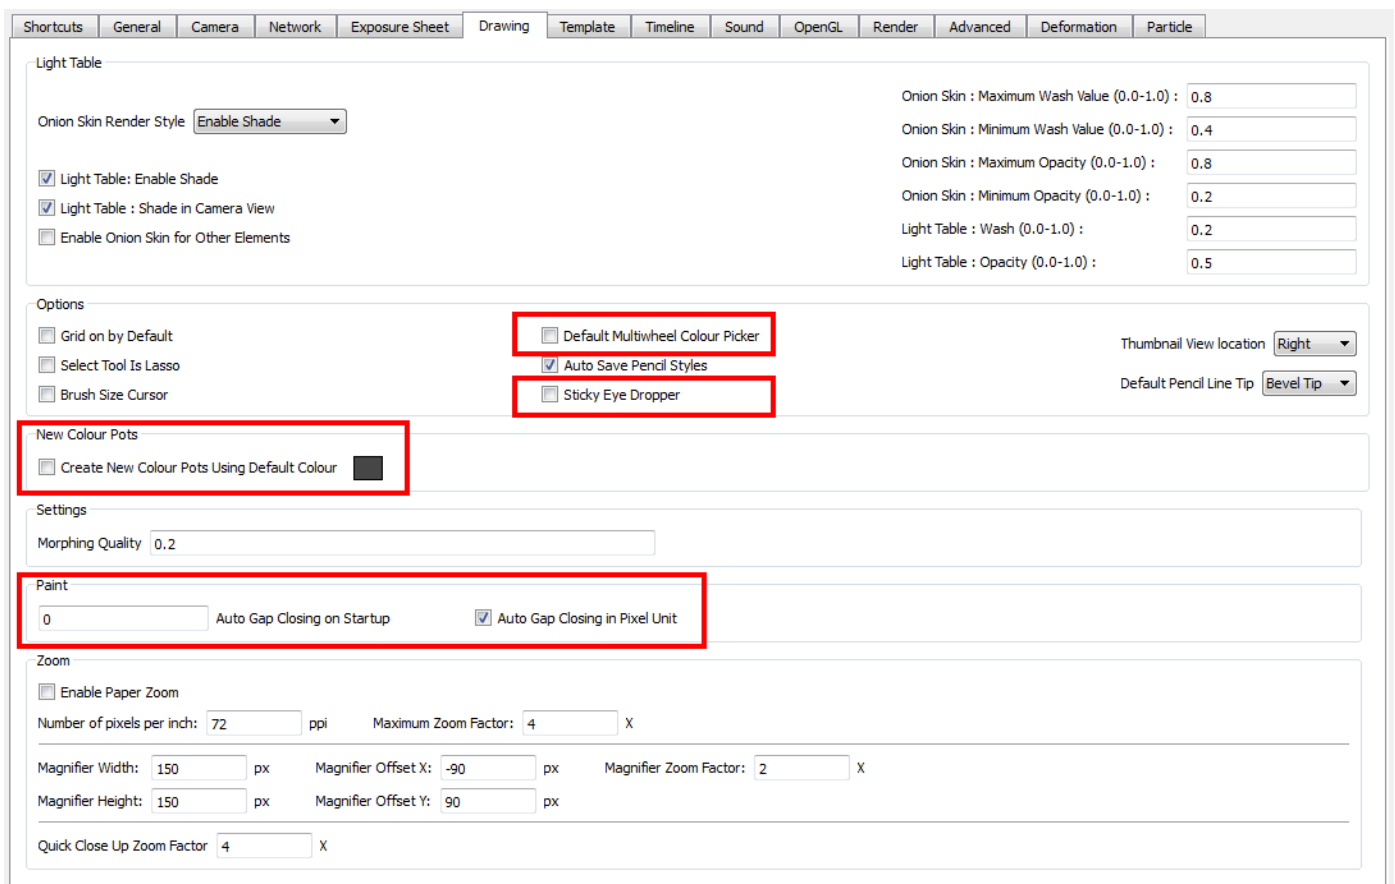 Shortcuts General Camera Network Exposure Sheet Drawing Template Timeline Sound OpenGL Render Advanced Deformation Particle
Light Table
Onion Skin Render Style Enable Shade
Light Table: Enable Shade
Light Table : Shade in Camera View
Enable Onion Skin for Other Elements
Onion Skin : Maximum Wash Value (0.0-1.0) : 0.8
Onion Skin : Minimum Wash Value (0.0-1.0) : 0.4
Onion Skin : Maximum Opacity (0.0-1.0) : 0.8
Onion Skin : Minimum Opacity (0.0-1.0) : 0.2
Light Table : Wash (0.0-1.0) : 0.2
Light Table : Opacity (0.0-1.0) : 0.5
Options
Grid on by Default
Select Tool Is Lasso
Brush Size Cursor
Default Multiwheel Colour Picker
Auto Save Pencil Styles
Sticky Eye Dropper
Thumbnail View location Right
Default Pencil Line Tip Bevel Tip
New Colour Pots
Create New Colour Pots Using Default Colour
Settings
Morphing Quality 0.2
Paint
0 Auto Gap Closing on Startup Auto Gap Closing in Pixel Unit
Zoom
Enable Paper Zoom
Number of pixels per inch: 72 ppi Maximum Zoom Factor: 4 X
Magnifier Width: 150 px Magnifier Offset X: -90 px Magnifier Zoom Factor: 2 X
Magnifier Height: 150 px Magnifier Offset Y: 90 px
Quick Close Up Zoom Factor 4 X